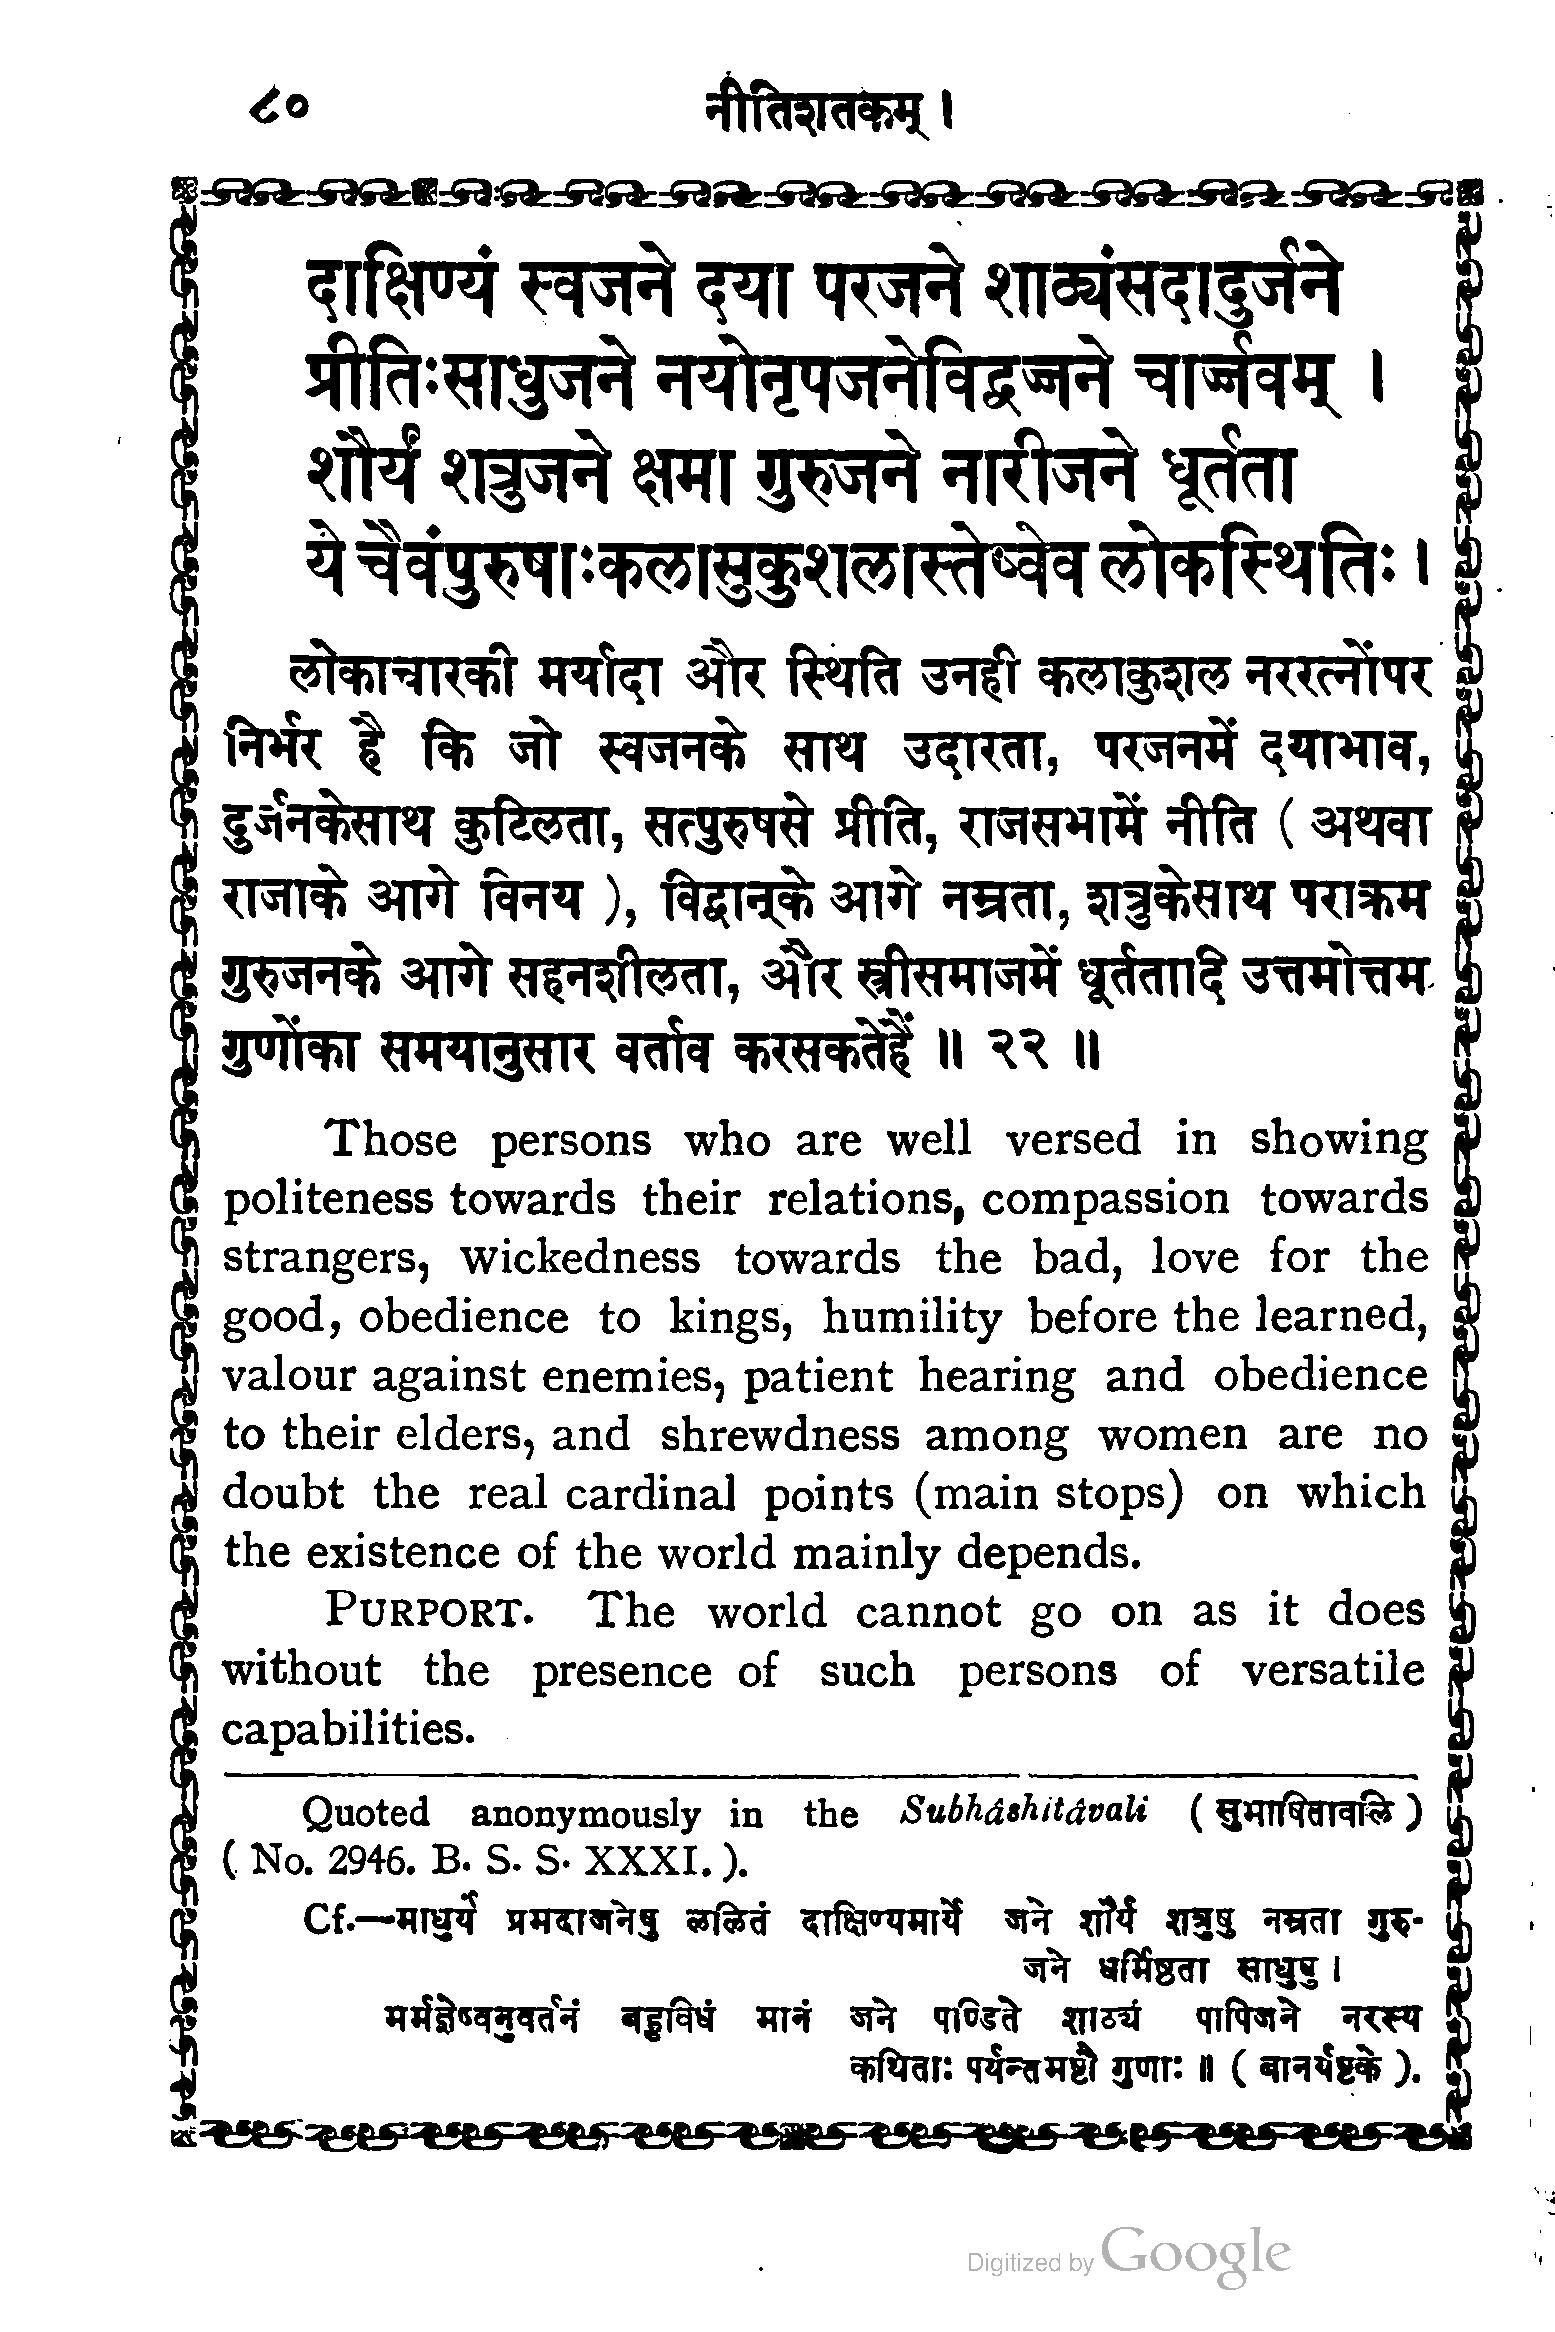 ८०
नीतिशतकम् ।
दाक्षिण्यं स्वजने दया परजने शाठ्यंसदादुर्जने
प्रीतिःसाधुजने नयोनृपजनेविद्वज्जने चार्ज्जवम् ।
शौर्यं शत्रुजने क्षमा गुरुजने नारीजने धूर्तता
ये चैवंपुरुषाःकलासुकुशलास्तेष्वेव लोकस्थितिः ।
लोकाचारकी मर्यादा और स्थिति उनही कलाकुशल नररत्नोंपर
निर्भर है कि जो स्वजनके साथ उदारता, परजनमें दयाभाव,
दुर्जनकेसाथ कुटिलता, सत्पुरुषसे प्रीति, राजसभामें नीति ( अथवा
राजाके आगे विनय ), विद्वान्‌के आगे नम्रता, शत्रुकेसाथ पराक्रम
गुरुजनके आगे सहनशीलता, और स्त्रीसमाजमें धूर्ततादि उत्तमोत्तम
गुणोंका समयानुसार वर्ताव करसकतेहैं ॥ २२ ॥
Those persons who are well versed in showing
politeness towards their relations, compassion towards
strangers, wickedness towards the bad, love for the
good, obedience to kings, humility before the learned,
valour against enemies, patient hearing and obedience
to their elders, and shrewdness among women are no
doubt the real cardinal points (main stops) on which
the existence of the world mainly depends.
PURPORT. The world cannot go on as it does
without the presence of such persons of versatile
capabilities.
Quoted anonymously in the Subhâshitâvali ( सुभाषितावलि )
( No. 2946. B. S. S. XXXI. ).
Cf.—माधुर्यं प्रमदाजनेषु ललितं दाक्षिण्यमार्ये जने शौर्यं शत्रुषु नम्रता गुरु-
जने धर्मिष्ठता साधुषु ।
मर्मज्ञेष्वनुवर्तनं बहुविधं मानं जने पण्डिते शाठ्यं पापिजने नरस्य
कथिताः पर्यन्तमष्टौ गुणाः ॥ ( बानर्यष्टके ).
Digitized by Google